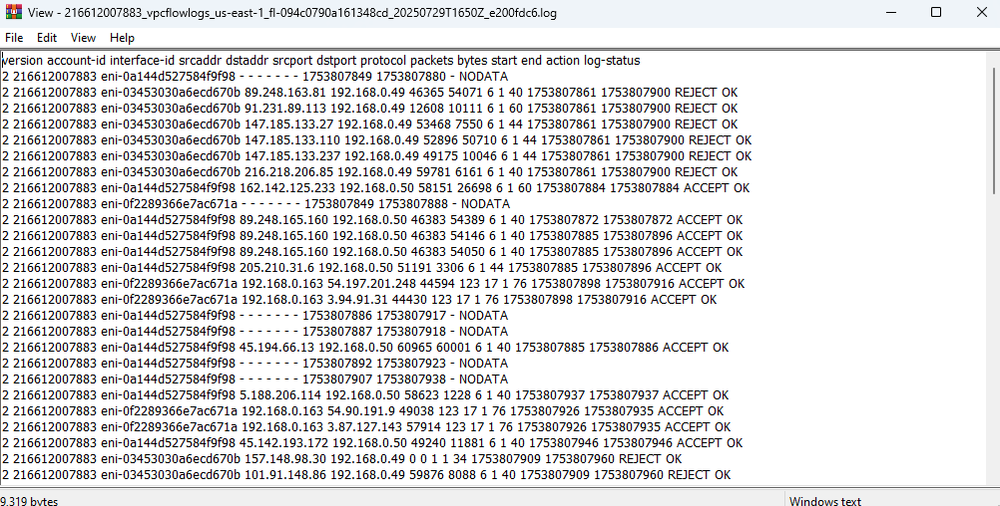 View - 216612007883_vpcflowlogs_us-east-1_fl-094c0790a161348cd_20250729T1650Z_e200fdc6.log
File Edit View Help
version account-id interface-id srcaddr dstaddr srcport dstport protocol packets bytes start end action log-status
2 216612007883 eni-0a144d527584f9f98 - - - - - - - 1753807849 1753807880 - NODATA
2 216612007883 eni-03453030a6ecd670b 89.248.163.81 192.168.0.49 46365 54071 6 1 40 1753807861 1753807900 REJECT OK
2 216612007883 eni-03453030a6ecd670b 91.231.89.113 192.168.0.49 12608 10111 6 1 60 1753807861 1753807900 REJECT OK
2 216612007883 eni-03453030a6ecd670b 147.185.133.27 192.168.0.49 53468 7550 6 1 44 1753807861 1753807900 REJECT OK
2 216612007883 eni-03453030a6ecd670b 147.185.133.110 192.168.0.49 52896 50710 6 1 44 1753807861 1753807900 REJECT OK
2 216612007883 eni-03453030a6ecd670b 147.185.133.237 192.168.0.49 49175 10046 6 1 44 1753807861 1753807900 REJECT OK
2 216612007883 eni-03453030a6ecd670b 216.218.206.85 192.168.0.49 59781 6161 6 1 40 1753807861 1753807900 REJECT OK
2 216612007883 eni-0a144d527584f9f98 162.142.125.233 192.168.0.50 58151 26698 6 1 60 1753807884 1753807884 ACCEPT OK
2 216612007883 eni-0f2289366e7ac671a - - - - - - - 1753807849 1753807888 - NODATA
2 216612007883 eni-0a144d527584f9f98 89.248.165.160 192.168.0.50 46383 54389 6 1 40 1753807872 1753807872 ACCEPT OK
2 216612007883 eni-0a144d527584f9f98 89.248.165.160 192.168.0.50 46383 54146 6 1 40 1753807885 1753807896 ACCEPT OK
2 216612007883 eni-0a144d527584f9f98 89.248.165.160 192.168.0.50 46383 54050 6 1 40 1753807885 1753807896 ACCEPT OK
2 216612007883 eni-0a144d527584f9f98 205.210.31.6 192.168.0.50 51191 3306 6 1 44 1753807885 1753807896 ACCEPT OK
2 216612007883 eni-0f2289366e7ac671a 192.168.0.163 54.197.201.248 44594 123 17 1 76 1753807898 1753807916 ACCEPT OK
2 216612007883 eni-0f2289366e7ac671a 192.168.0.163 3.94.91.31 44430 123 17 1 76 1753807898 1753807916 ACCEPT OK
2 216612007883 eni-0a144d527584f9f98 - - - - - - - 1753807886 1753807917 - NODATA
2 216612007883 eni-0a144d527584f9f98 - - - - - - - 1753807887 1753807918 - NODATA
2 216612007883 eni-0a144d527584f9f98 45.194.66.13 192.168.0.50 60965 60001 6 1 40 1753807885 1753807886 ACCEPT OK
2 216612007883 eni-0a144d527584f9f98 - - - - - - - 1753807892 1753807923 - NODATA
2 216612007883 eni-0a144d527584f9f98 - - - - - - - 1753807907 1753807938 - NODATA
2 216612007883 eni-0a144d527584f9f98 5.188.206.114 192.168.0.50 58623 1228 6 1 40 1753807937 1753807937 ACCEPT OK
2 216612007883 eni-0f2289366e7ac671a 192.168.0.163 54.90.191.9 49038 123 17 1 76 1753807926 1753807935 ACCEPT OK
2 216612007883 eni-0f2289366e7ac671a 192.168.0.163 3.87.127.143 57914 123 17 1 76 1753807926 1753807935 ACCEPT OK
2 216612007883 eni-0a144d527584f9f98 45.142.193.172 192.168.0.50 49240 11881 6 1 40 1753807946 1753807946 ACCEPT OK
2 216612007883 eni-03453030a6ecd670b 157.148.98.30 192.168.0.49 0 0 1 1 34 1753807909 1753807960 REJECT OK
2 216612007883 eni-03453030a6ecd670b 101.91.148.86 192.168.0.49 59876 8088 6 1 40 1753807909 1753807960 REJECT OK
9,319 bytes Windows text